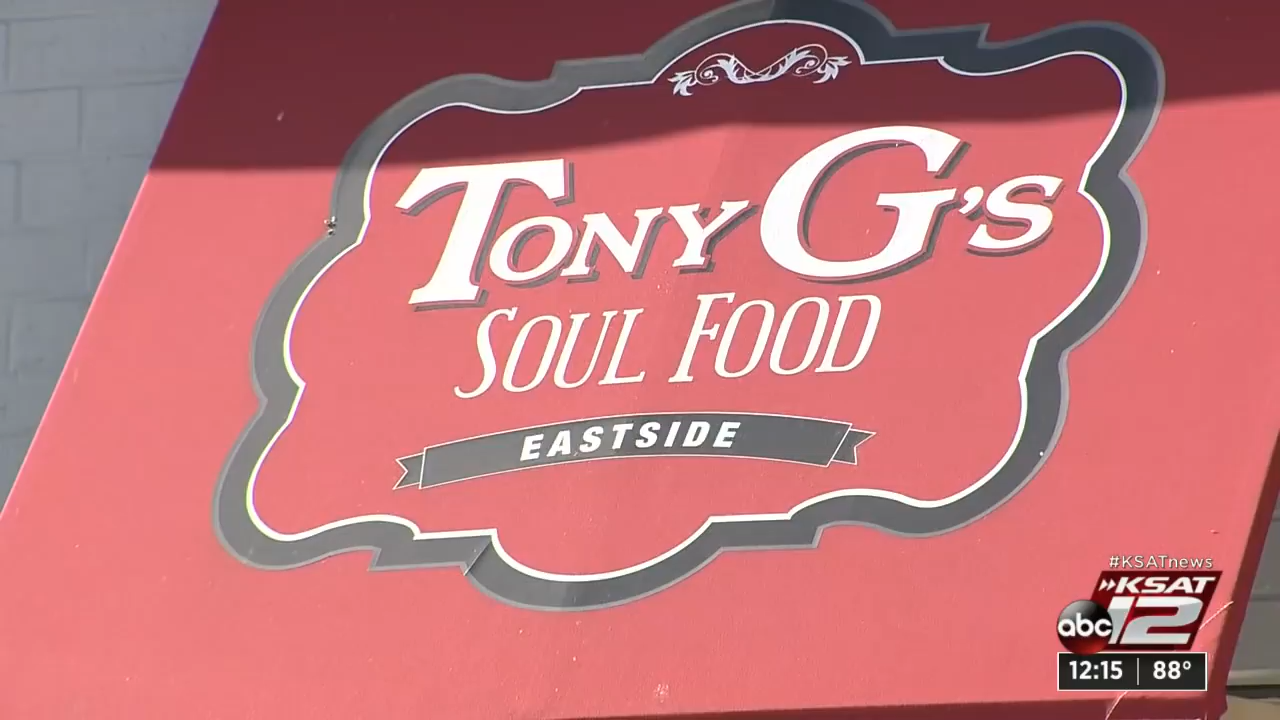 TONY G'S
SOUL FOOD
EASTSIDE
#KSATnews
KSAT
abc 12
12:15 88°